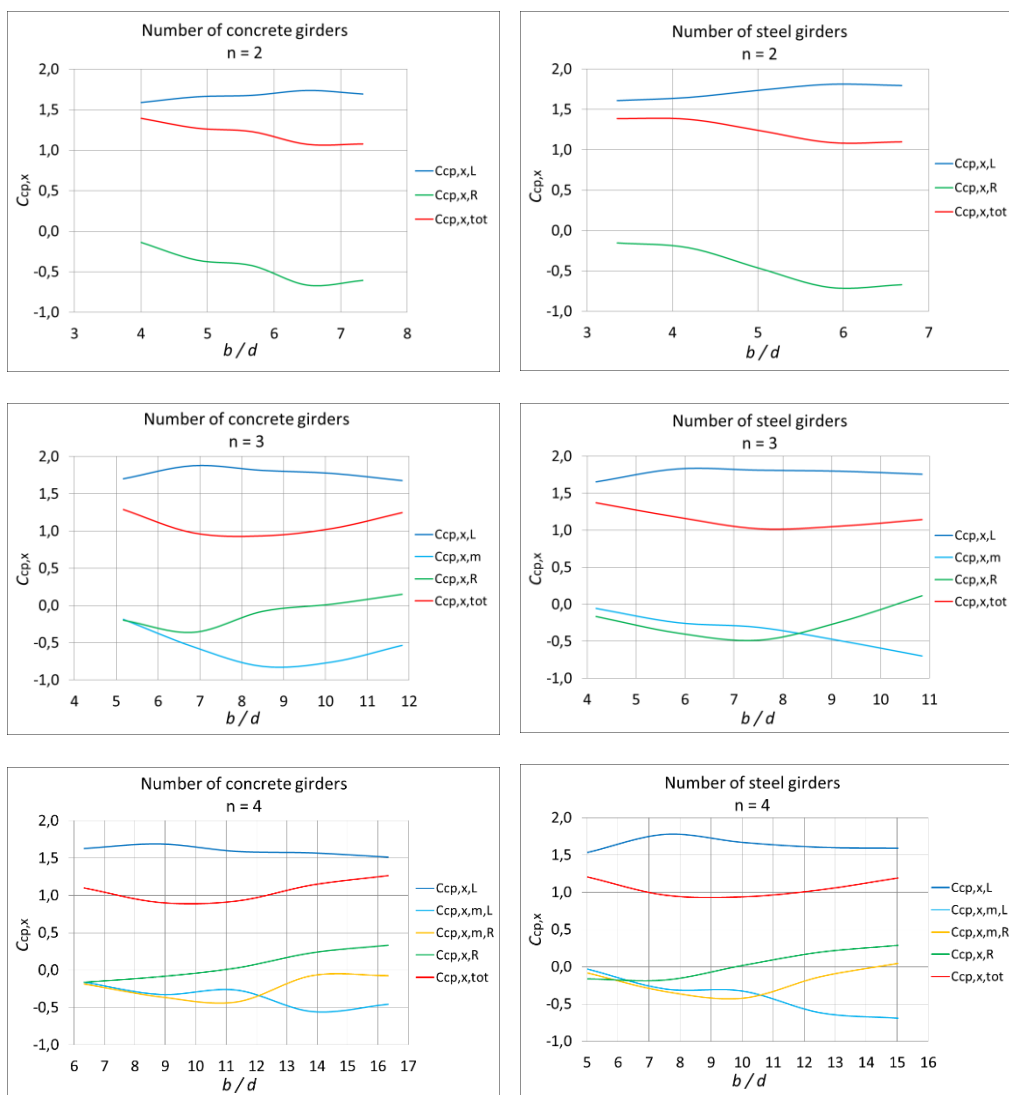 Number of concrete girders
n = 2
2,0
1,5
1,0
0,5
0,0
-0,5
-1,0
Ccp,x
3 4 5 6 7 8
b / d
Ccp,x,L
Ccp,x,R
Ccp,x,tot
Number of steel girders
n = 2
2,0
1,5
1,0
0,5
0,0
-0,5
-1,0
Ccp,x
3 4 5 6 7
b / d
Ccp,x,L
Ccp,x,R
Ccp,x,tot
Number of concrete girders
n = 3
2,0
1,5
1,0
0,5
0,0
-0,5
-1,0
Ccp,x
4 5 6 7 8 9 10 11 12
b / d
Ccp,x,L
Ccp,x,m
Ccp,x,R
Ccp,x,tot
Number of steel girders
n = 3
2,0
1,5
1,0
0,5
0,0
-0,5
-1,0
Ccp,x
4 5 6 7 8 9 10 11
b / d
Ccp,x,L
Ccp,x,m
Ccp,x,R
Ccp,x,tot
Number of concrete girders
n = 4
2,0
1,5
1,0
0,5
0,0
-0,5
-1,0
Ccp,x
6 7 8 9 10 11 12 13 14 15 16 17
b / d
Ccp,x,L
Ccp,x,m,L
Ccp,x,m,R
Ccp,x,R
Ccp,x,tot
Number of steel girders
n = 4
2,0
1,5
1,0
0,5
0,0
-0,5
-1,0
Ccp,x
5 6 7 8 9 10 11 12 13 14 15 16
b / d
Ccp,x,L
Ccp,x,m,L
Ccp,x,m,R
Ccp,x,R
Ccp,x,tot